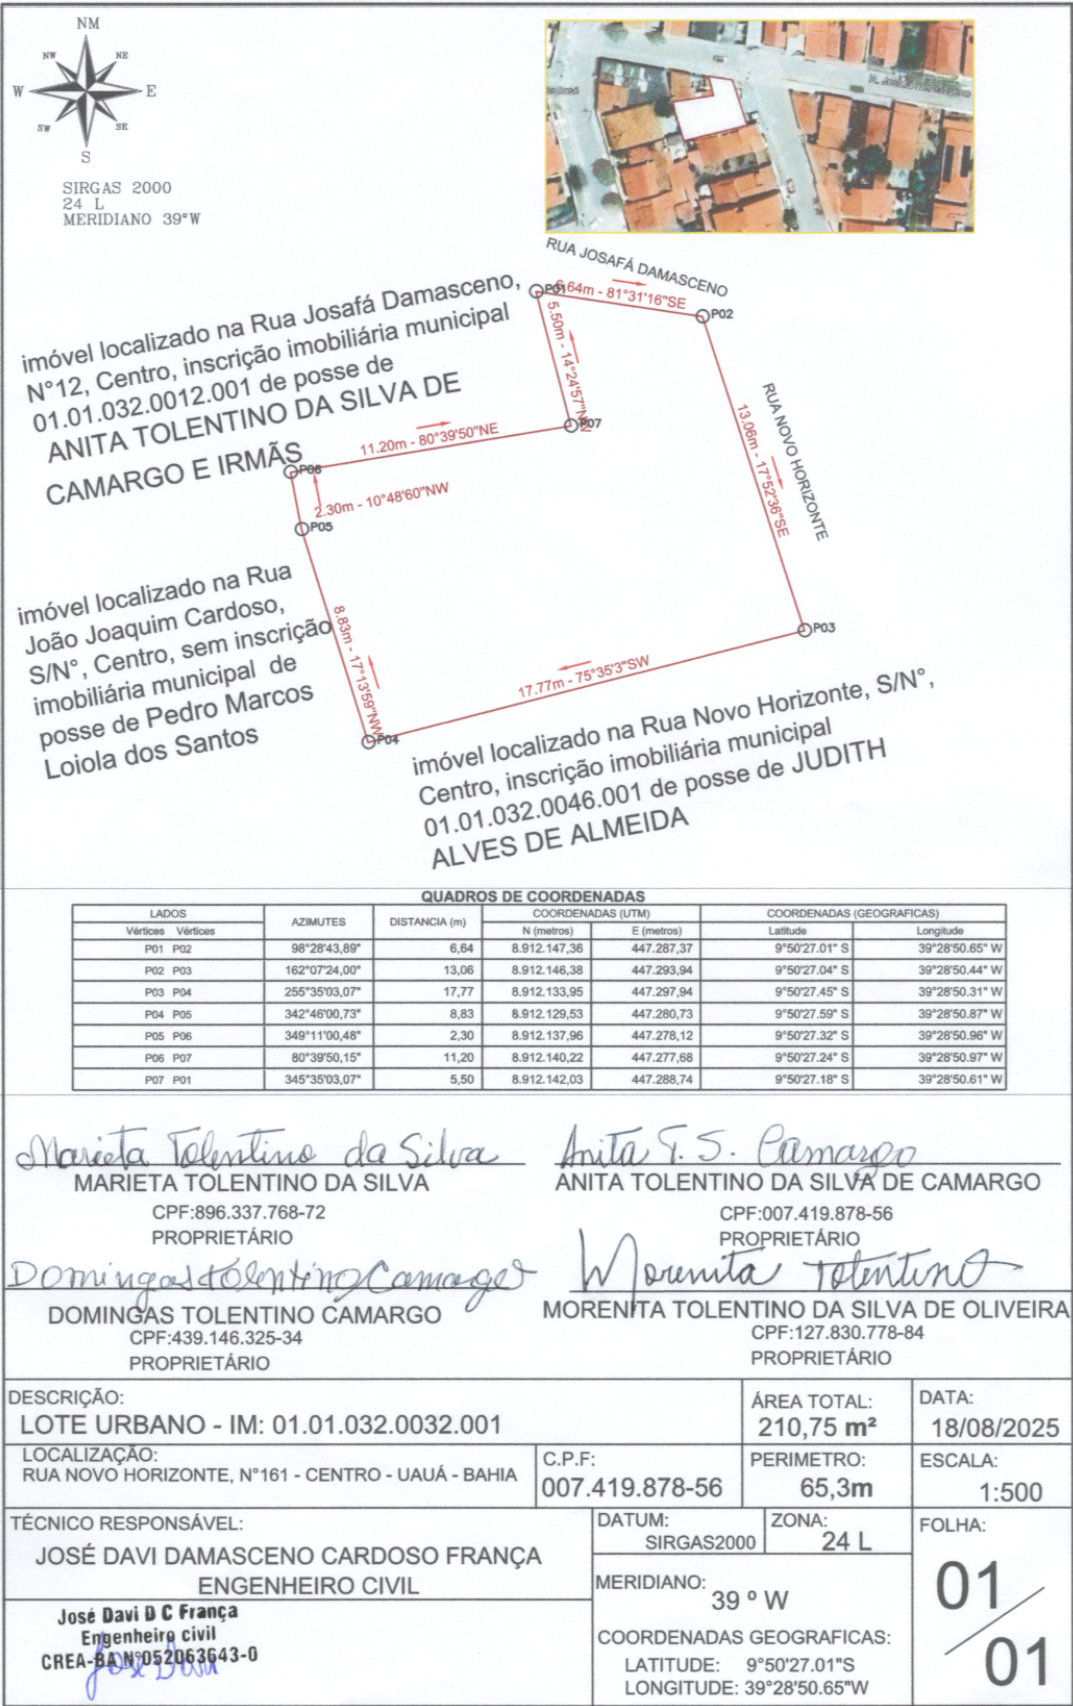 NM
NW
NE
W
E
SW
SE
S
SIRGAS 2000
24 L
MERIDIANO 39°W
RUA JOSAFÁ DAMASCENO
P01
6.64m - 81°31'16"SE
P02
imóvel localizado na Rua Josafá Damasceno,
N°12, Centro, inscrição imobiliária municipal
01.01.032.0012.001 de posse de
ANITA TOLENTINO DA SILVA DE
CAMARGO E IRMÃS
5.50m - 14°24'57"NW
P07
11.20m - 80°39'50"NE
P06
2.30m - 10°48'60"NW
P05
13.06m - 17°52'36"SE
RUA NOVO HORIZONTE
imóvel localizado na Rua
João Joaquim Cardoso,
S/N°, Centro, sem inscrição
imobiliária municipal de
posse de Pedro Marcos
Loiola dos Santos
8.83m - 17°13'59"NW
P03
17.77m - 75°35'3"SW
P04
imóvel localizado na Rua Novo Horizonte, S/N°,
Centro, inscrição imobiliária municipal
01.01.032.0046.001 de posse de JUDITH
ALVES DE ALMEIDA
QUADROS DE COORDENADAS
LADOS AZIMUTES DISTANCIA (m) COORDENADAS (UTM) COORDENADAS (GEOGRAFICAS)
Vértices Vértices N (metros) E (metros) Latitude Longitude
P01 P02 98°28'43,89" 6,64 8.912.147,36 447.287,37 9°50'27.01" S 39°28'50.65" W
P02 P03 162°07'24,00" 13,06 8.912.146,38 447.293,94 9°50'27.04" S 39°28'50.44" W
P03 P04 255°35'03,07" 17,77 8.912.133,95 447.297,94 9°50'27.45" S 39°28'50.31" W
P04 P05 342°46'00,73" 8,83 8.912.129,53 447.280,73 9°50'27.59" S 39°28'50.87" W
P05 P06 349°11'00,48" 2,30 8.912.137,96 447.278,12 9°50'27.32" S 39°28'50.96" W
P06 P07 80°39'50,15" 11,20 8.912.140,22 447.277,68 9°50'27.24" S 39°28'50.97" W
P07 P01 345°35'03,07" 5,50 8.912.142,03 447.288,74 9°50'27.18" S 39°28'50.61" W
Marieta Tolentino da Silva
MARIETA TOLENTINO DA SILVA
CPF:896.337.768-72
PROPRIETÁRIO
Anita T. S. Camargo
ANITA TOLENTINO DA SILVA DE CAMARGO
CPF:007.419.878-56
PROPRIETÁRIO
Domingas tolentino Camargo
DOMINGAS TOLENTINO CAMARGO
CPF:439.146.325-34
PROPRIETÁRIO
Morenita Tolentino
MORENITA TOLENTINO DA SILVA DE OLIVEIRA
CPF:127.830.778-84
PROPRIETÁRIO
DESCRIÇÃO:
LOTE URBANO - IM: 01.01.032.0032.001
ÁREA TOTAL:
210,75 m²
DATA:
18/08/2025
LOCALIZAÇÃO:
RUA NOVO HORIZONTE, N°161 - CENTRO - UAUÁ - BAHIA
C.P.F:
007.419.878-56
PERIMETRO:
65,3m
ESCALA:
1:500
TÉCNICO RESPONSÁVEL:
JOSÉ DAVI DAMASCENO CARDOSO FRANÇA
ENGENHEIRO CIVIL
DATUM:
SIRGAS2000
ZONA:
24 L
FOLHA:
01/01
MERIDIANO:
39 º W
COORDENADAS GEOGRAFICAS:
LATITUDE: 9°50'27.01"S
LONGITUDE: 39°28'50.65"W
José Davi D C França
Engenheiro civil
CREA-BA Nº052063643-0
José Davi